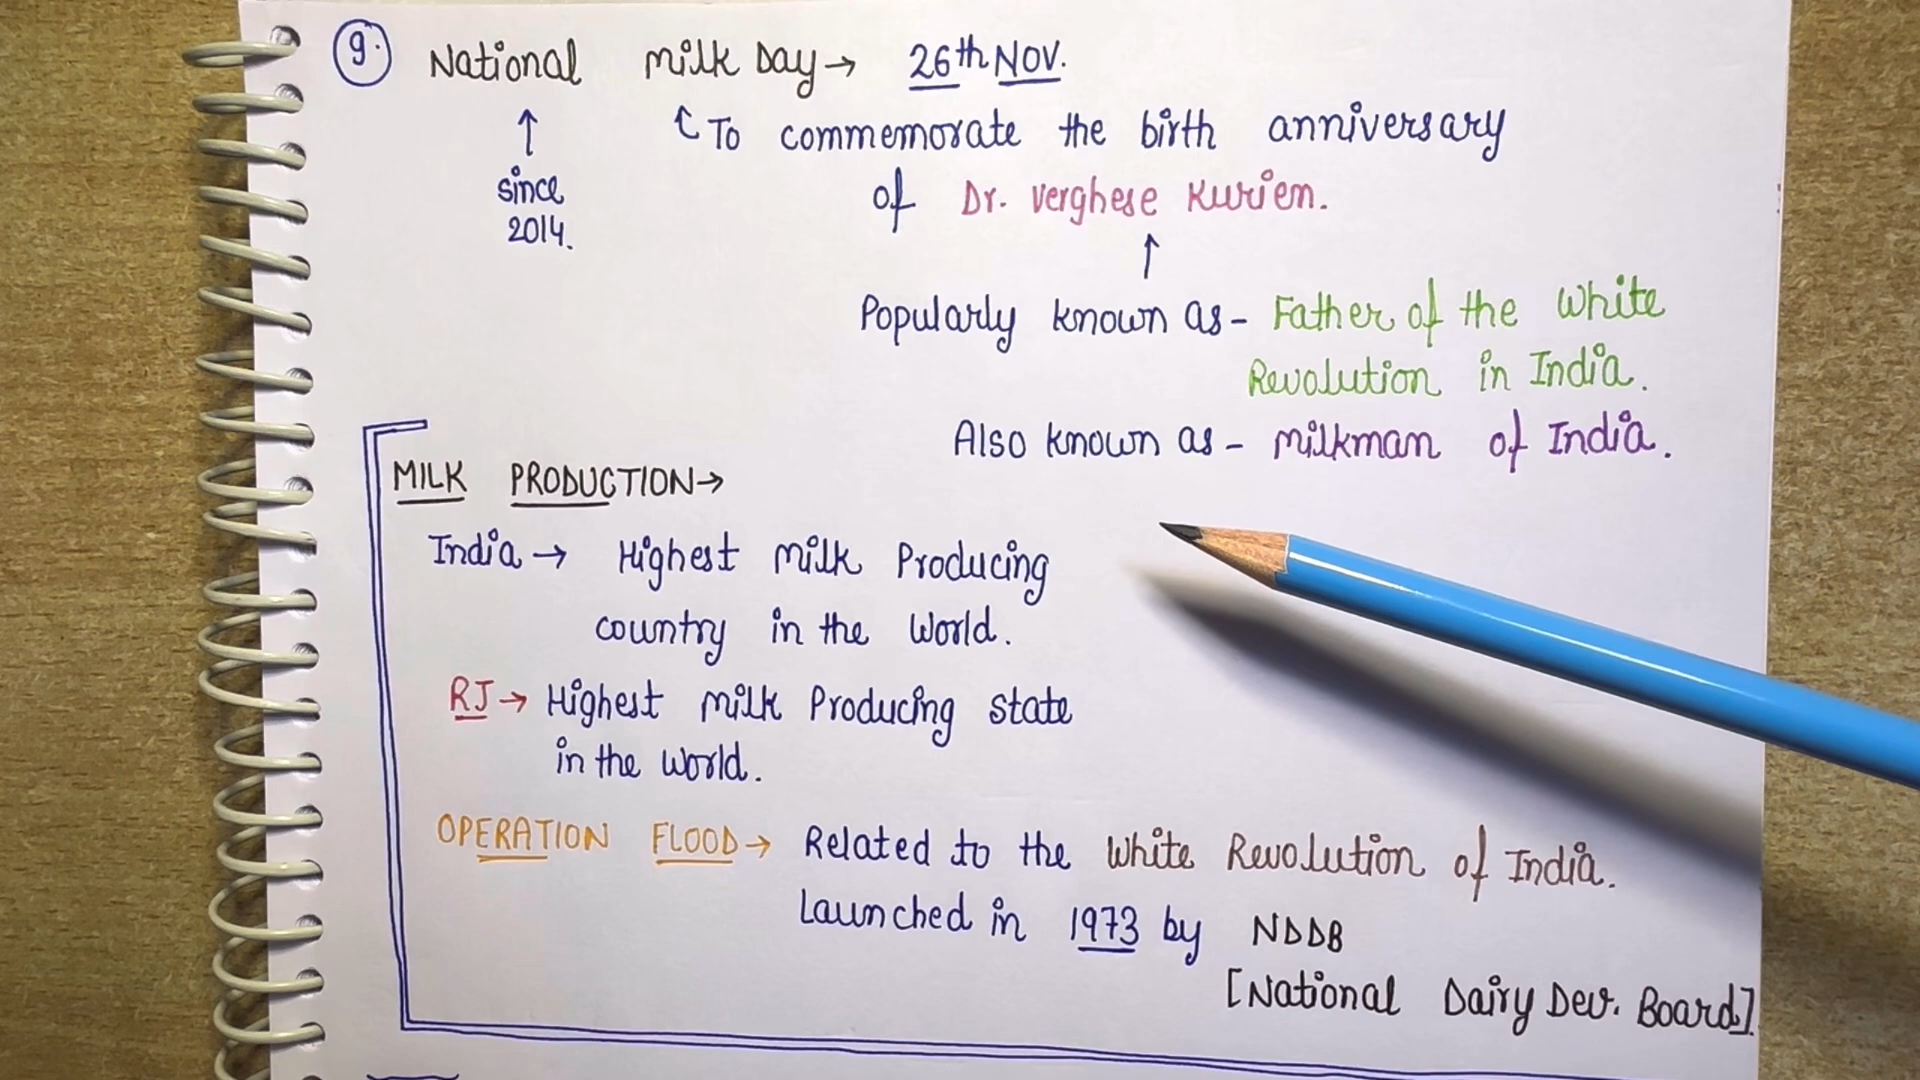 9. National Milk Day → 26th NOV.
↑ To commemorate the birth anniversary
since of Dr. Verghese Kurien.
2014.
Popularly known as - Father of the White
Revolution in India.
Also known as - Milkman of India.
MILK PRODUCTION →
India → Highest Milk Producing
country in the World.
RJ → Highest Milk Producing state
in the World.
OPERATION FLOOD → Related to the White Revolution of India.
Launched in 1973 by NDDB
[National Dairy Dev. Board]